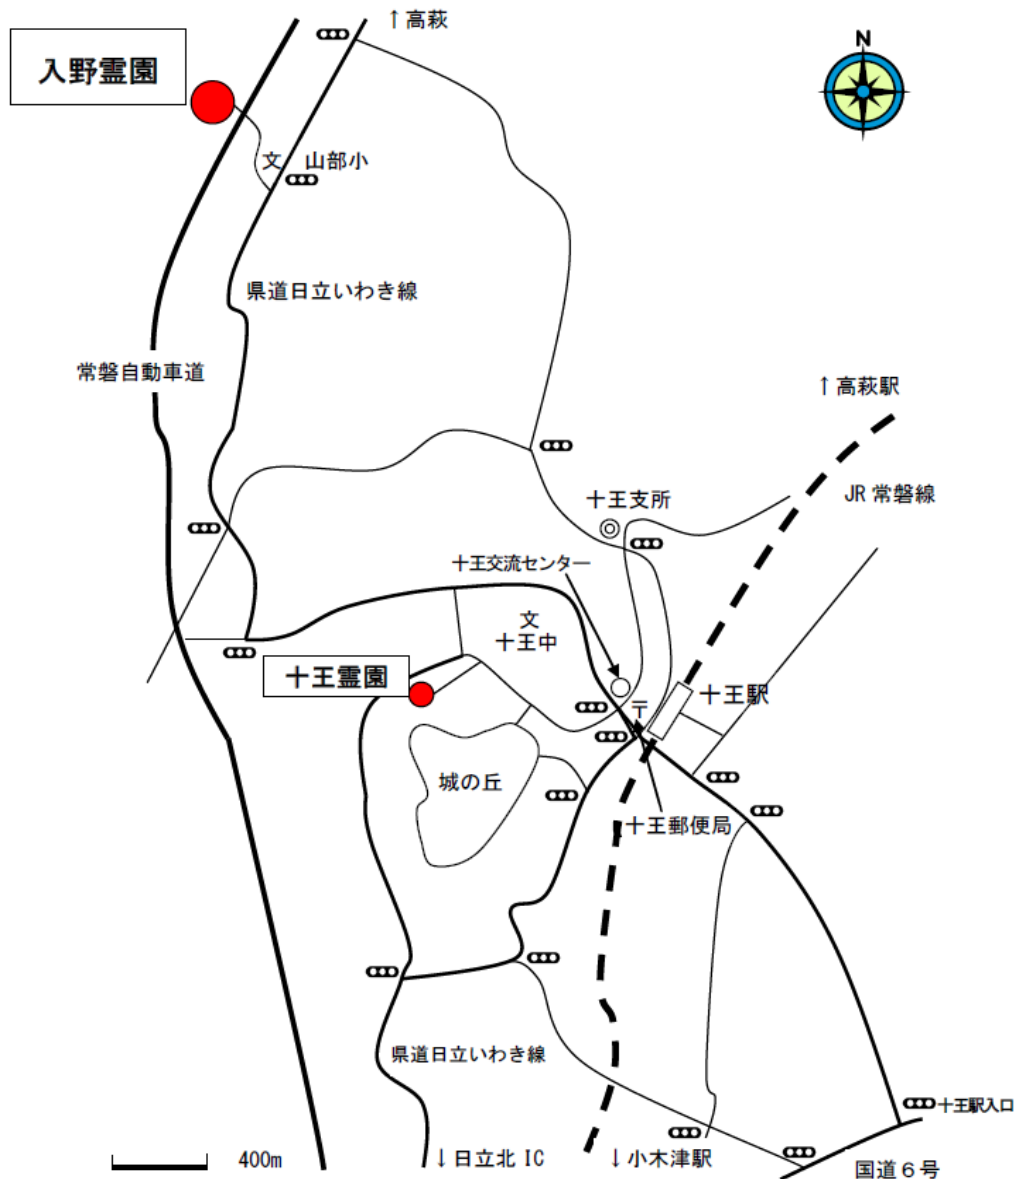 ↑高萩
N
入野霊園
文 山部小
県道日立いわき線
常磐自動車道
↑高萩駅
JR 常磐線
十王支所
十王交流センター
文
十王中
十王霊園
十王駅
〒
城の丘
十王郵便局
県道日立いわき線
十王駅入口
400m
↓日立北 IC
↓小木津駅
国道６号